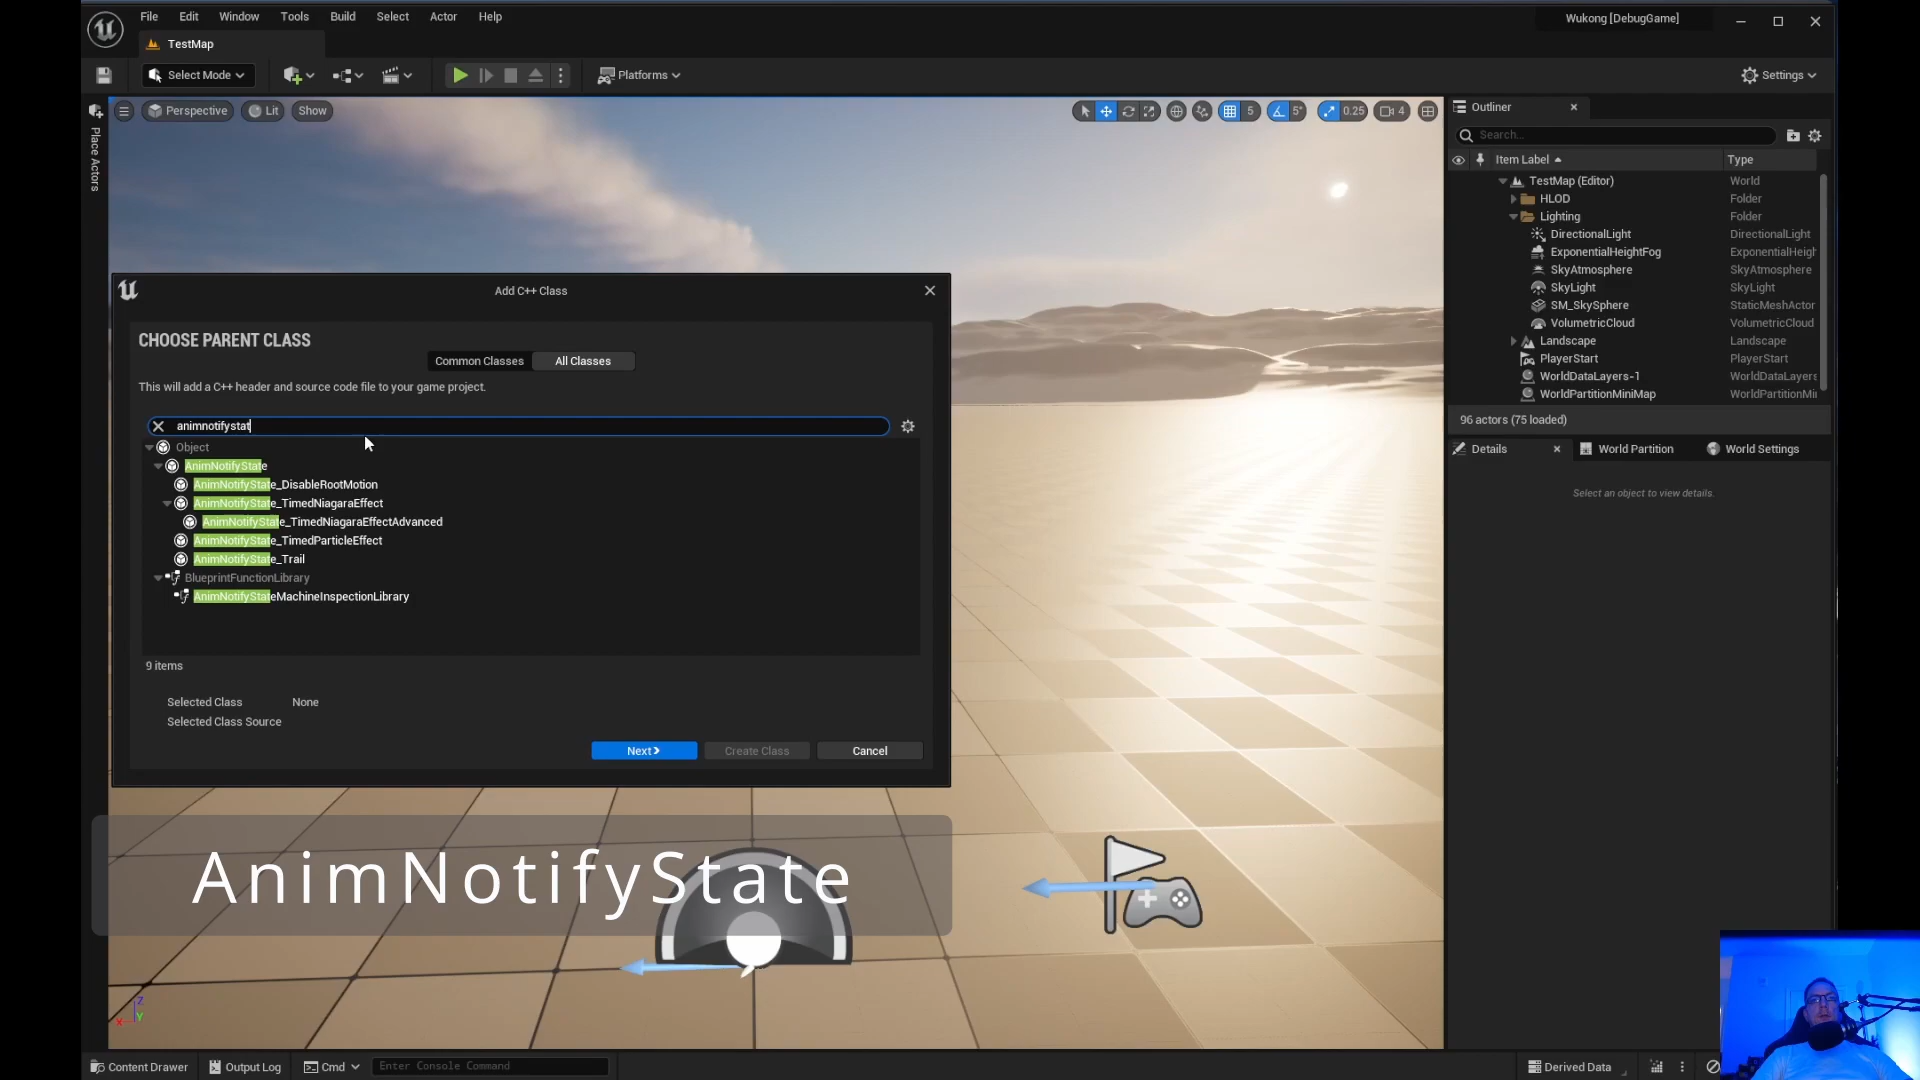 File Edit Window Tools Build Select Actor Help
Wukong [DebugGame]
TestMap
Select Mode
Platforms
Settings
Place Actors
Perspective
Lit
Show
5
5°
0.25
4
Outliner
Search...
Item Label
Type
TestMap (Editor) World
HLOD Folder
Lighting Folder
DirectionalLight DirectionalLight
ExponentialHeightFog ExponentialHeigh
SkyAtmosphere SkyAtmosphere
SkyLight SkyLight
SM_SkySphere StaticMeshActor
VolumetricCloud VolumetricCloud
Landscape Landscape
PlayerStart PlayerStart
WorldDataLayers-1 WorldDataLayers
WorldPartitionMiniMap WorldPartitionMin
96 actors (75 loaded)
Details
World Partition
World Settings
Select an object to view details.
Add C++ Class
CHOOSE PARENT CLASS
Common Classes
All Classes
This will add a C++ header and source code file to your game project.
animnotifystat
Object
AnimNotifyState
AnimNotifyState_DisableRootMotion
AnimNotifyState_TimedNiagaraEffect
AnimNotifyState_TimedNiagaraEffectAdvanced
AnimNotifyState_TimedParticleEffect
AnimNotifyState_Trail
BlueprintFunctionLibrary
AnimNotifyStateMachineInspectionLibrary
9 items
Selected Class None
Selected Class Source
Next
Create Class
Cancel
AnimNotifyState
Z
X
Y
Content Drawer
Output Log
Cmd
Enter Console Command
Derived Data